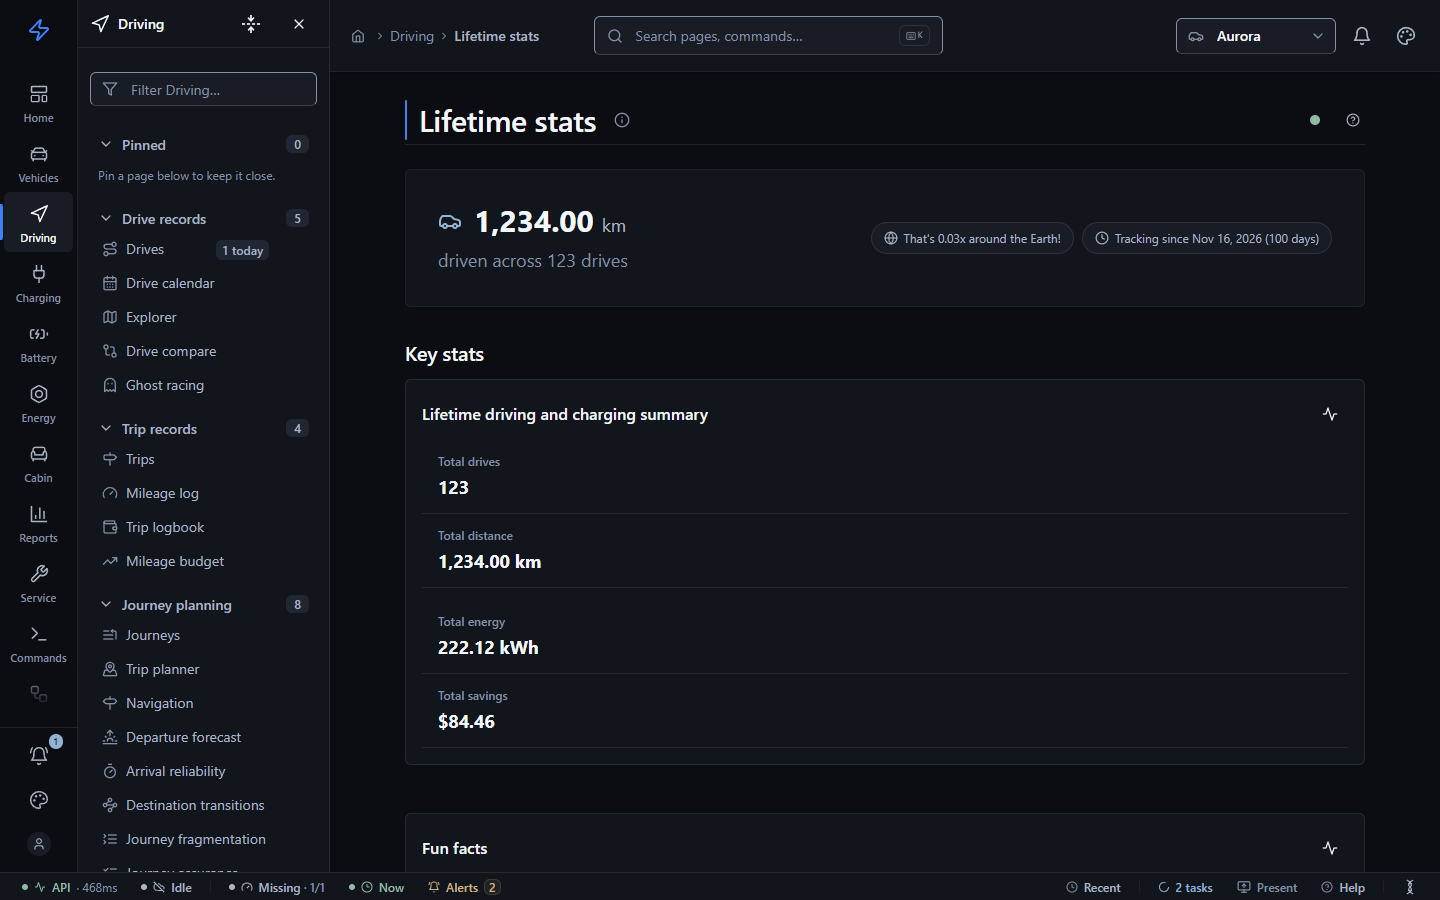 Driving
Filter Driving...
Home
Vehicles
Driving
Charging
Battery
Energy
Cabin
Reports
Service
Commands
1
Pinned 0
Pin a page below to keep it close.
Drive records 5
Drives 1 today
Drive calendar
Explorer
Drive compare
Ghost racing
Trip records 4
Trips
Mileage log
Trip logbook
Mileage budget
Journey planning 8
Journeys
Trip planner
Navigation
Departure forecast
Arrival reliability
Destination transitions
Journey fragmentation
Driving Lifetime stats
Search pages, commands... K
Aurora
Lifetime stats
1,234.00 km
driven across 123 drives
That's 0.03x around the Earth!
Tracking since Nov 16, 2026 (100 days)
Key stats
Lifetime driving and charging summary
Total drives
123
Total distance
1,234.00 km
Total energy
222.12 kWh
Total savings
$84.46
Fun facts
API · 468ms Idle Missing · 1/1 Now Alerts 2 Recent 2 tasks Present Help